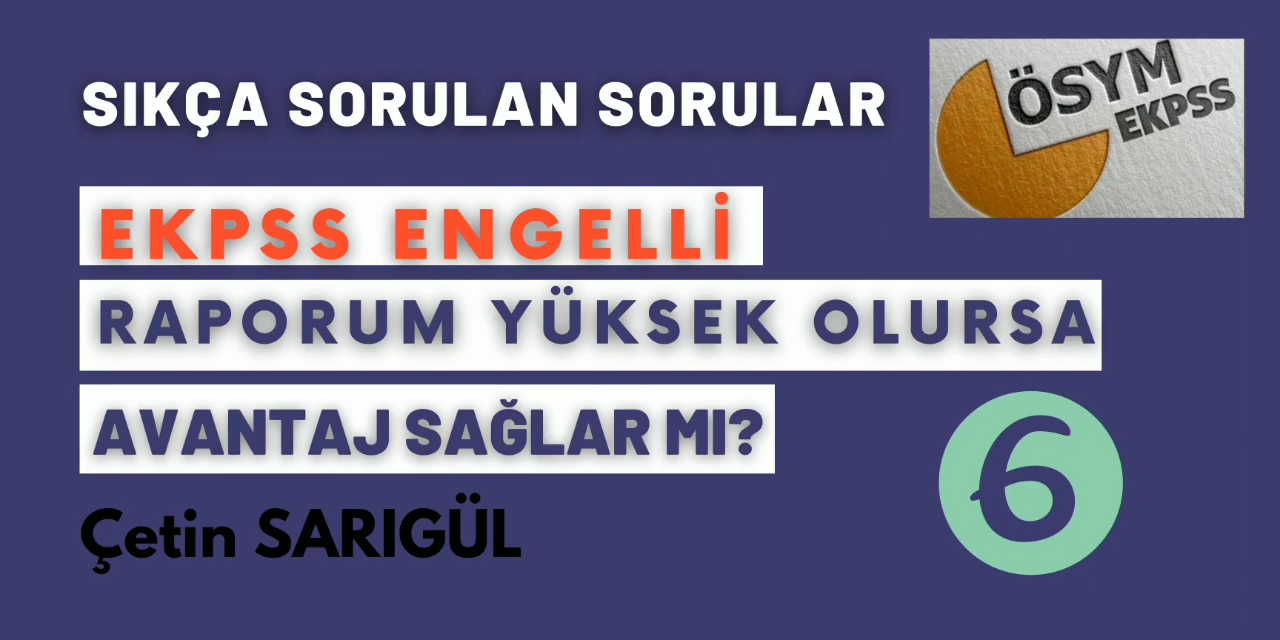 SIKÇA SORULAN SORULAR
ÖSYM
EKPSS
EKPSS ENGELLİ
RAPORUM YÜKSEK OLURSA
AVANTAJ SAĞLAR MI?
6
Çetin SARIGÜL